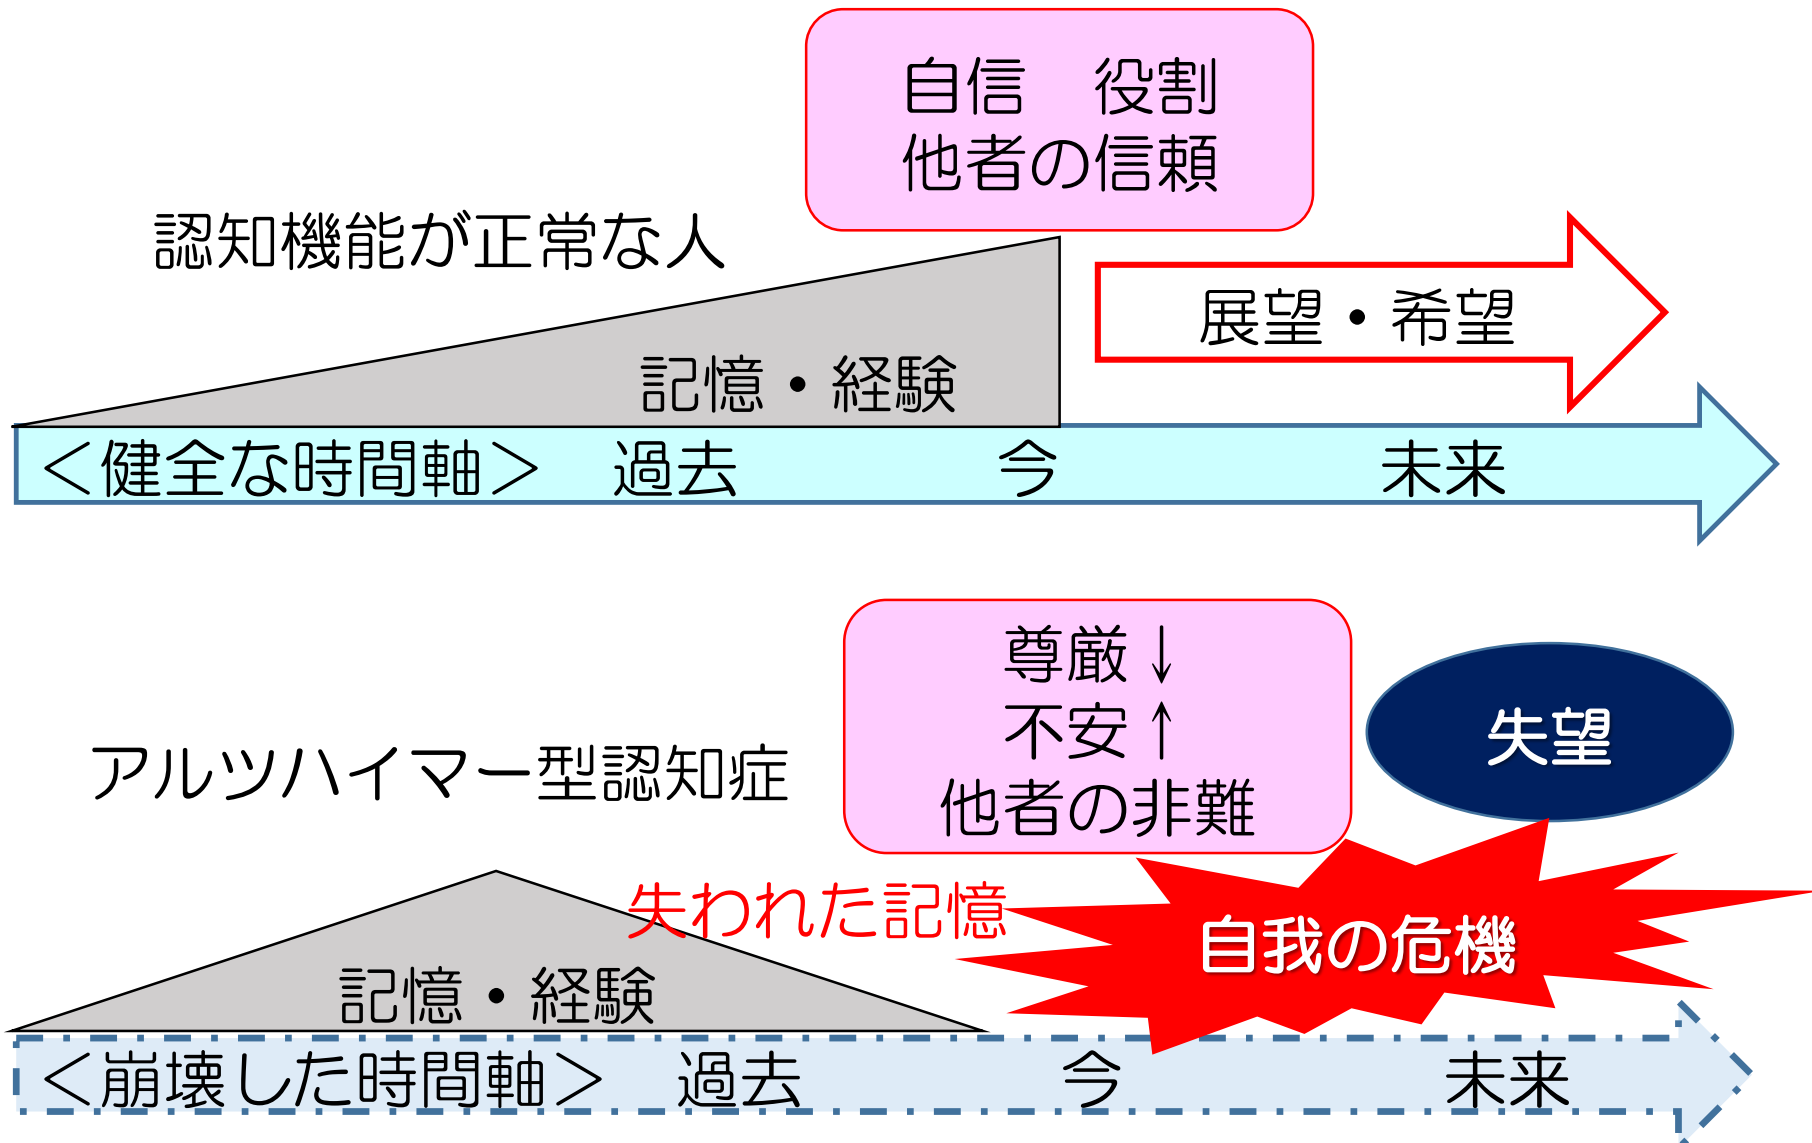 自信　役割
他者の信頼
認知機能が正常な人
展望・希望
記憶・経験
＜健全な時間軸＞　過去　　　　今　　　　　未来
尊厳↓
不安↑
他者の非難
失望
アルツハイマー型認知症
失われた記憶
自我の危機
記憶・経験
＜崩壊した時間軸＞　過去　　　　今　　　　　未来